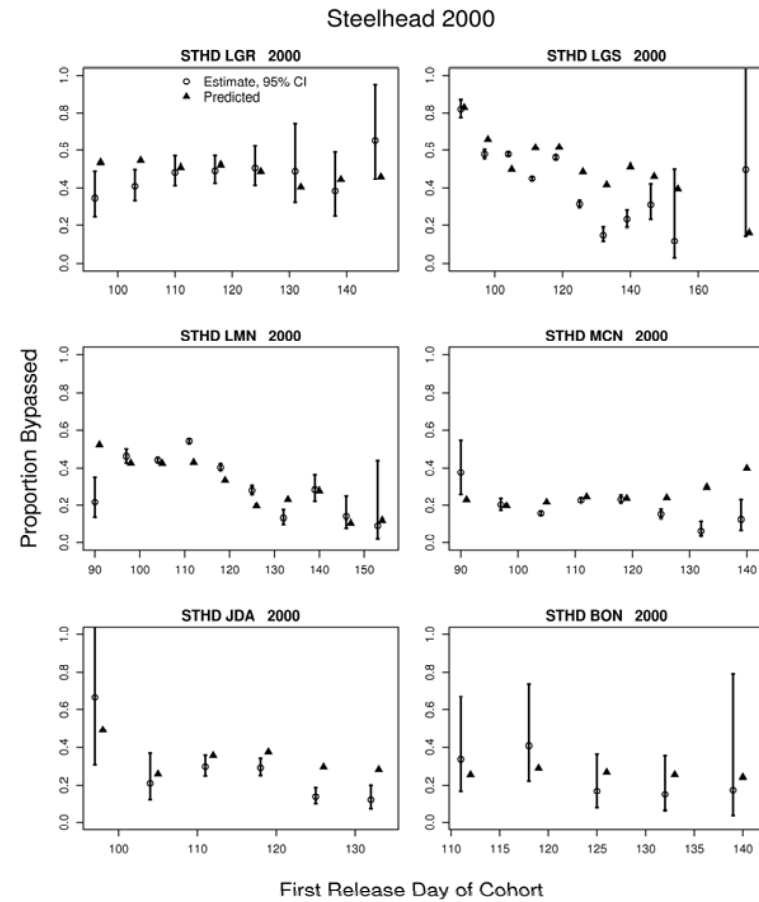 Steelhead 2000
STHD LGR 2000
Estimate, 95% CI
Predicted
0.0 0.2 0.4 0.6 0.8 1.0
100 110 120 130 140
STHD LGS 2000
0.0 0.2 0.4 0.6 0.8 1.0
100 120 140 160
STHD LMN 2000
0.0 0.2 0.4 0.6 0.8 1.0
90 100 110 120 130 140 150
STHD MCN 2000
0.0 0.2 0.4 0.6 0.8 1.0
90 100 110 120 130 140
STHD JDA 2000
0.0 0.2 0.4 0.6 0.8 1.0
100 110 120 130
STHD BON 2000
0.0 0.2 0.4 0.6 0.8 1.0
110 115 120 125 130 135 140
Proportion Bypassed
First Release Day of Cohort